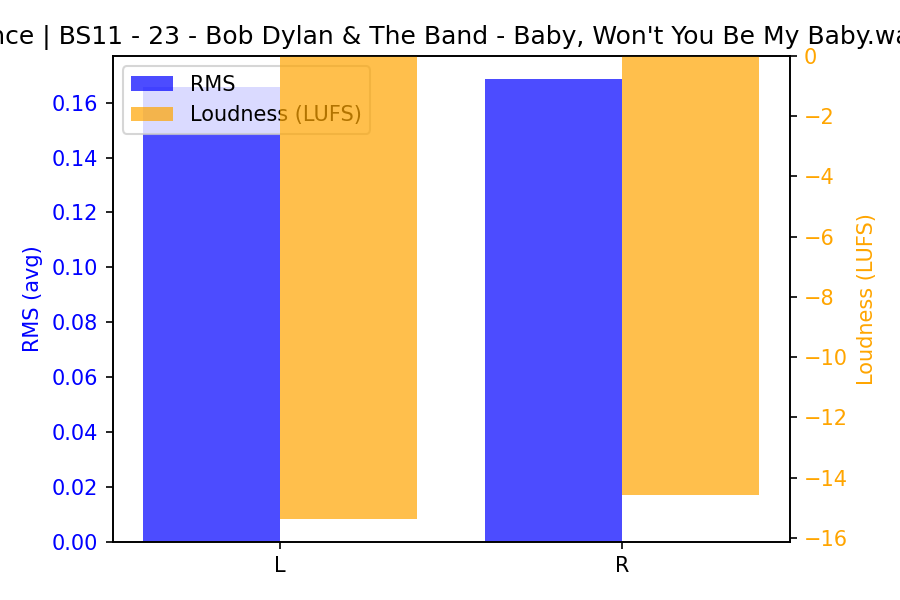 nce | BS11 - 23 - Bob Dylan & The Band - Baby, Won't You Be My Baby.wa
RMS
Loudness (LUFS)
0.16
0.14
0.12
0.10
0.08
0.06
0.04
0.02
0.00
RMS (avg)
L
R
0
−2
−4
−6
−8
−10
−12
−14
−16
Loudness (LUFS)